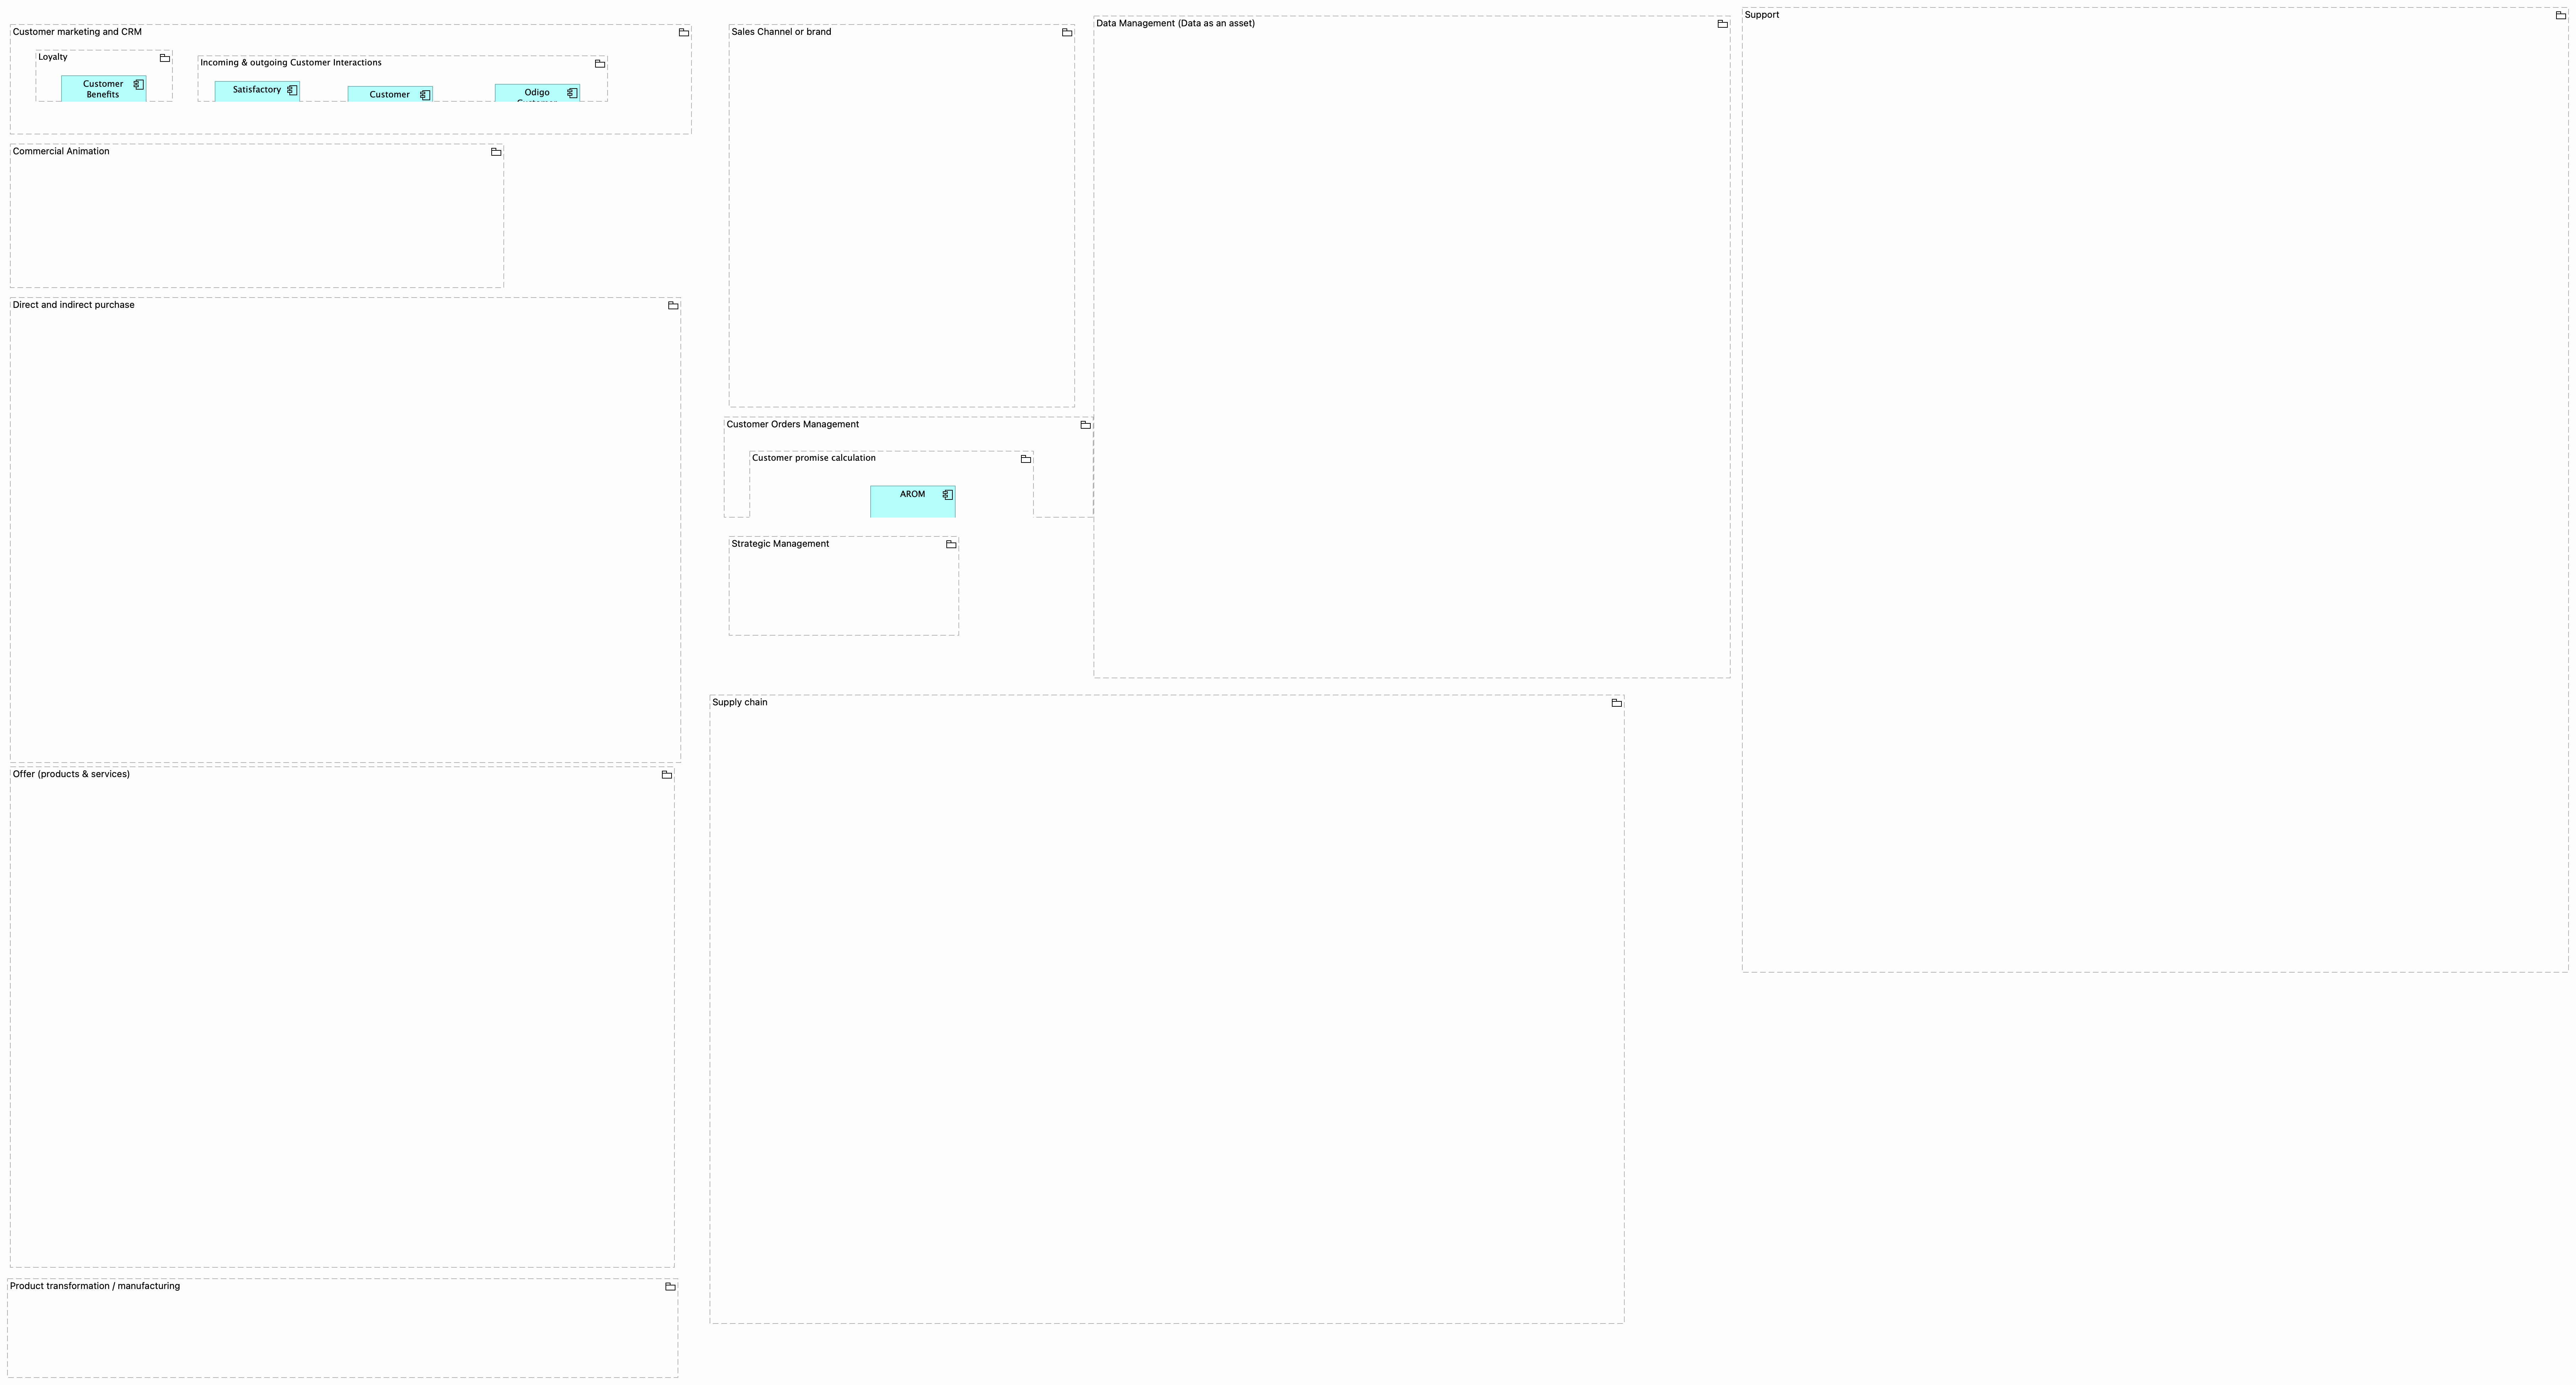 Customer marketing and CRM
Loyalty
Customer
Benefits
Incoming & outgoing Customer Interactions
Satisfactory
Customer
Odigo
Commercial Animation
Direct and indirect purchase
Offer (products & services)
Product transformation / manufacturing
Sales Channel or brand
Customer Orders Management
Customer promise calculation
AROM
Strategic Management
Data Management (Data as an asset)
Supply chain
Support